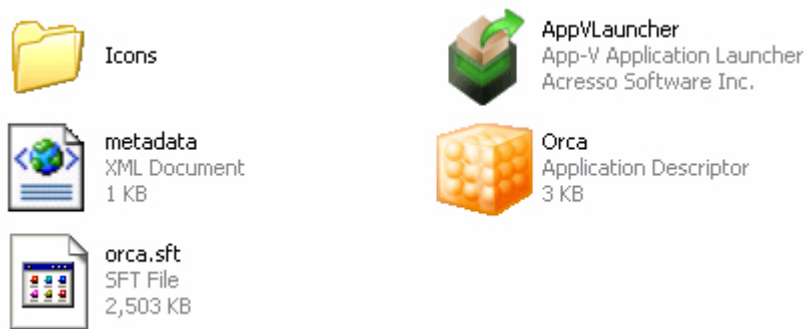 Icons
AppVLauncher
App-V Application Launcher
Acresso Software Inc.
metadata
XML Document
1 KB
Orca
Application Descriptor
3 KB
orca.sft
SFT File
2,503 KB